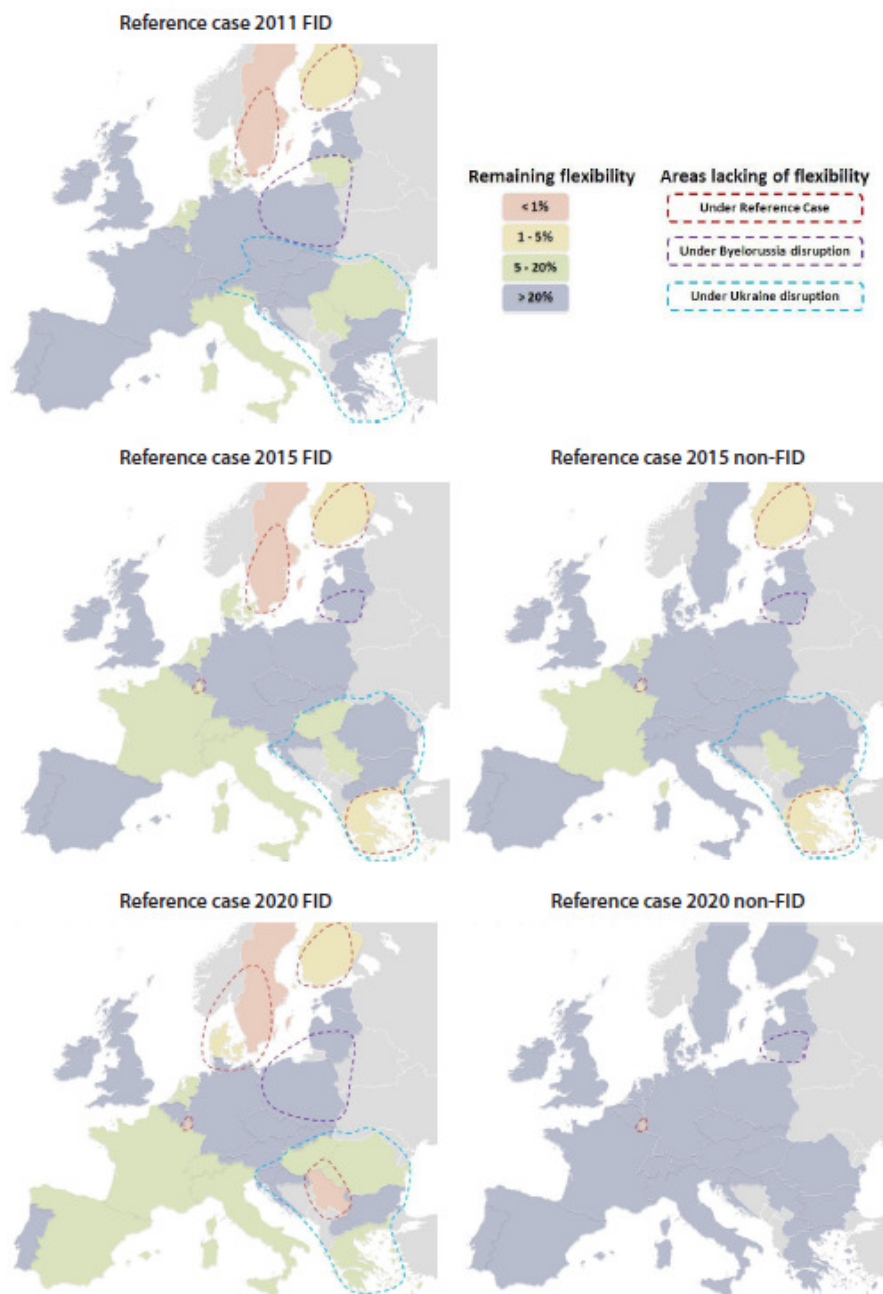 Reference case 2011 FID
Remaining flexibility
< 1%
1 - 5%
5 - 20%
> 20%
Areas lacking of flexibility
Under Reference Case
Under Byelorussia disruption
Under Ukraine disruption
Reference case 2015 FID
Reference case 2015 non-FID
Reference case 2020 FID
Reference case 2020 non-FID